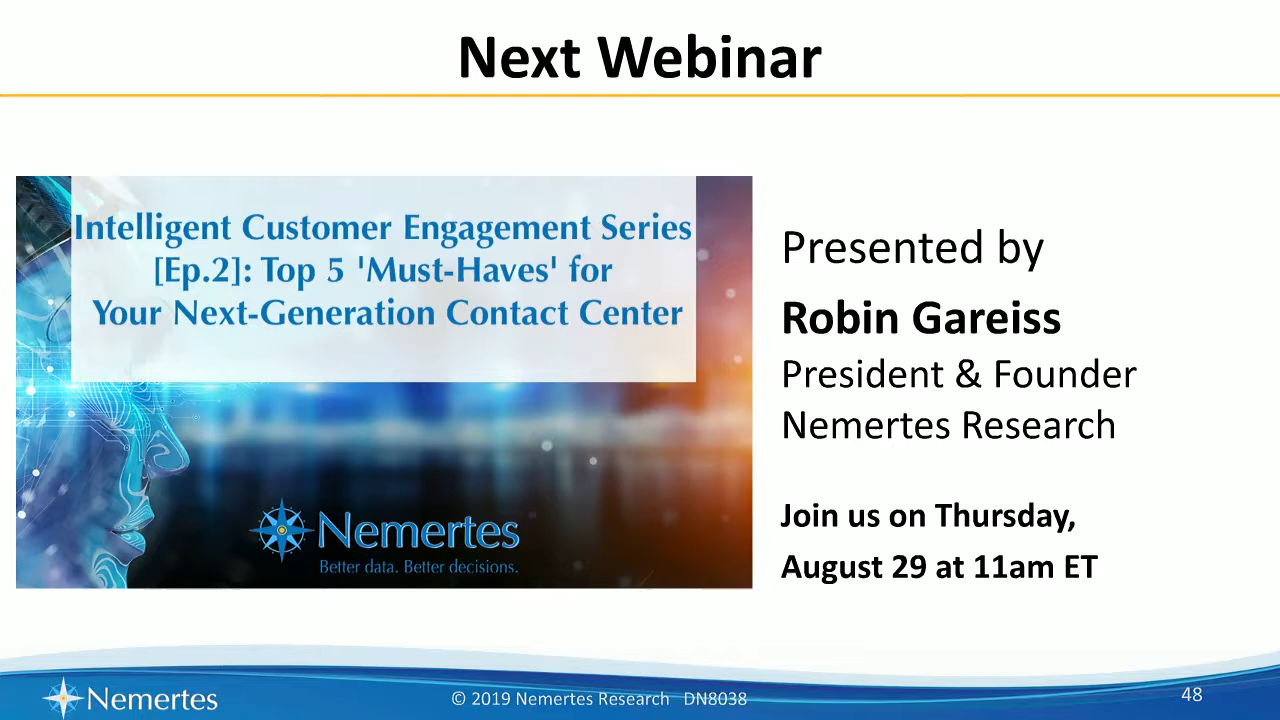 Next Webinar
Intelligent Customer Engagement Series
[Ep.2]: Top 5 'Must-Haves' for
Your Next-Generation Contact Center
Nemertes
Better data. Better decisions.
Presented by
Robin Gareiss
President & Founder
Nemertes Research
Join us on Thursday,
August 29 at 11am ET
Nemertes
© 2019 Nemertes Research DN8038
48